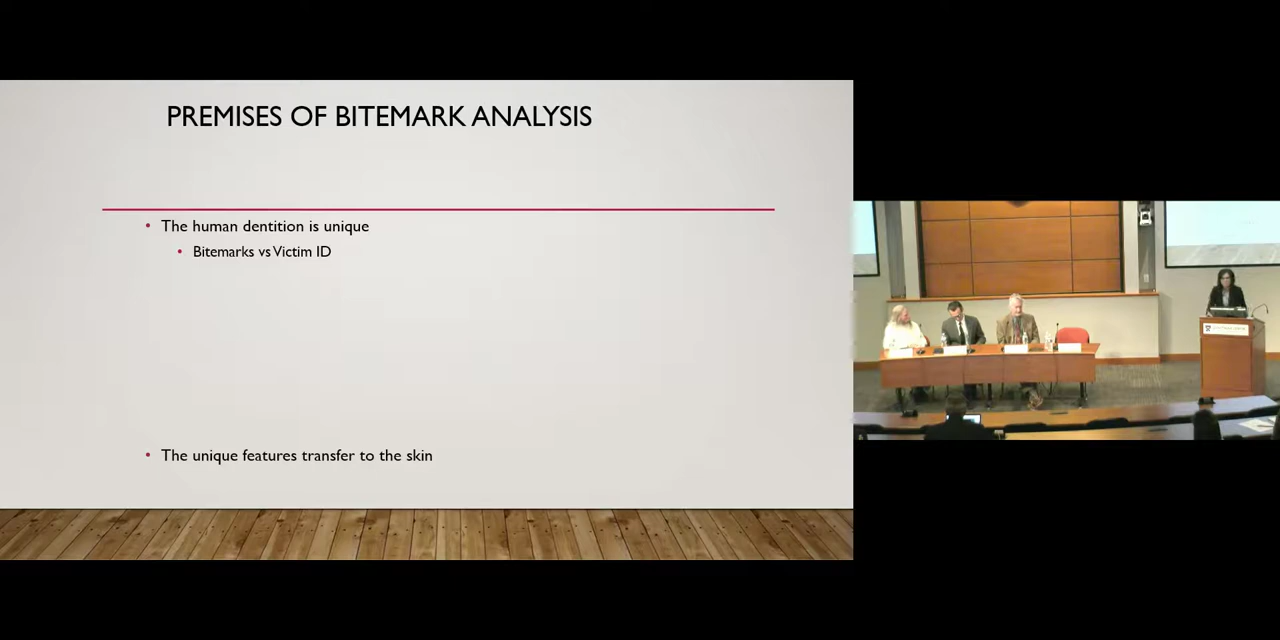 PREMISES OF BITEMARK ANALYSIS
• The human dentition is unique
• Bitemarks vs Victim ID
• The unique features transfer to the skin